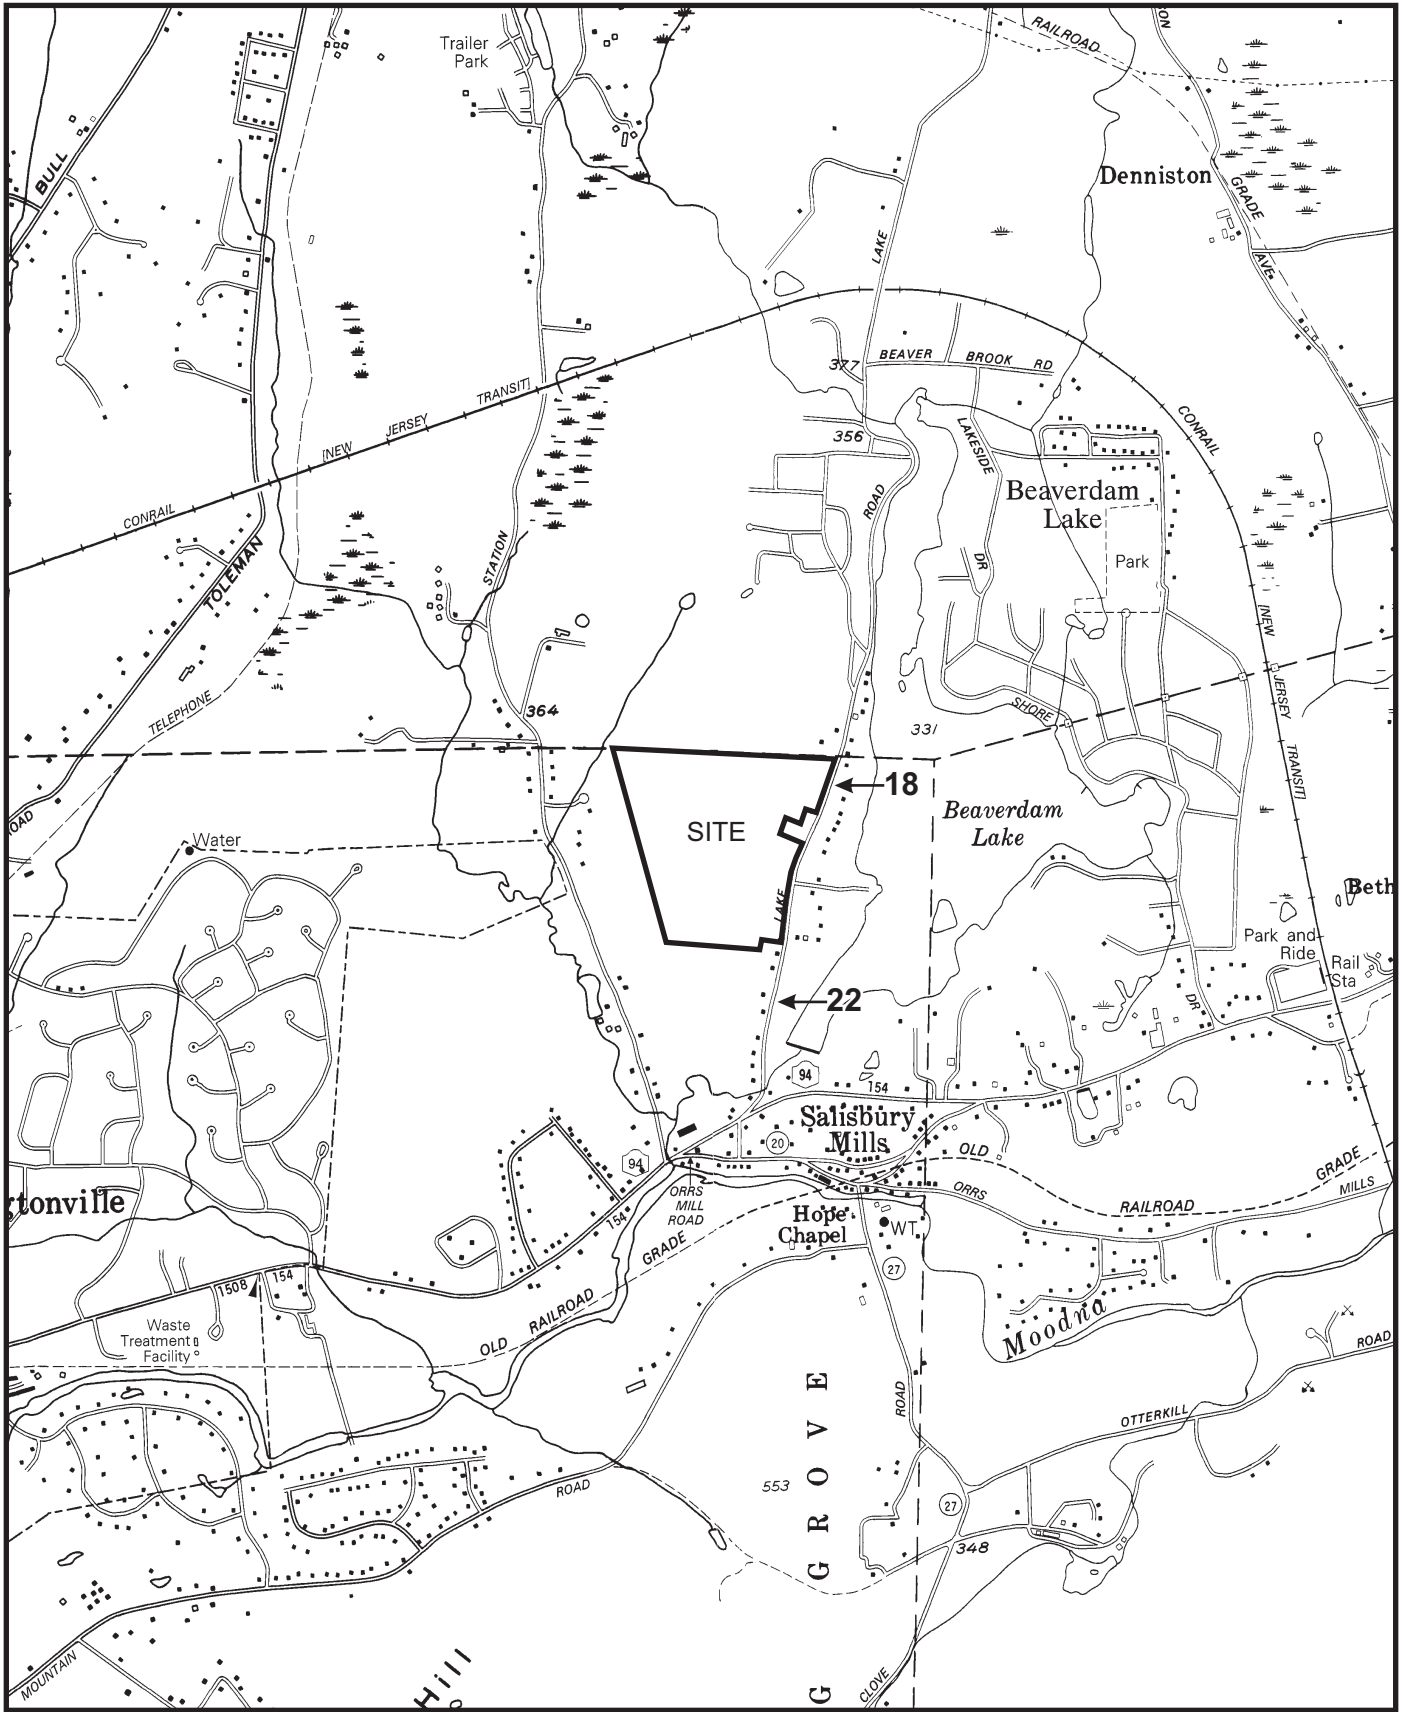 RAILROAD
Trailer
Park
BULL
Denniston
GRADE
AVE.
LAKE
377
BEAVER
BROOK
RD
TRANSIT]
JERSEY
[NEW
CONRAIL
CONRAIL
356
LAKESIDE
DR
ROAD
Beaverdam
Lake
Park
STATION
TOLEMAN
[NEW
JERSEY
TRANSIT]
TELEPHONE
364
SHORE
331
18
SITE
Beaverdam
Lake
OAD
Water
LAKE
Beth
Park and
Ride
Rail
Sta
DR
22
94
154
Salisbury
Mills
20
94
OLD
GRADE
ORRS
RAILROAD
MILLS
ORRS
MILL
ROAD
154
gtonville
Hope
Chapel
WT
GRADE
27
1508
154
RAILROAD
OLD
Waste
Treatment
Facility
Moodna
ROAD
ROAD
OTTERKILL
GROVE
553
ROAD
27
348
MOUNTAIN
Hill
G
CLOVE